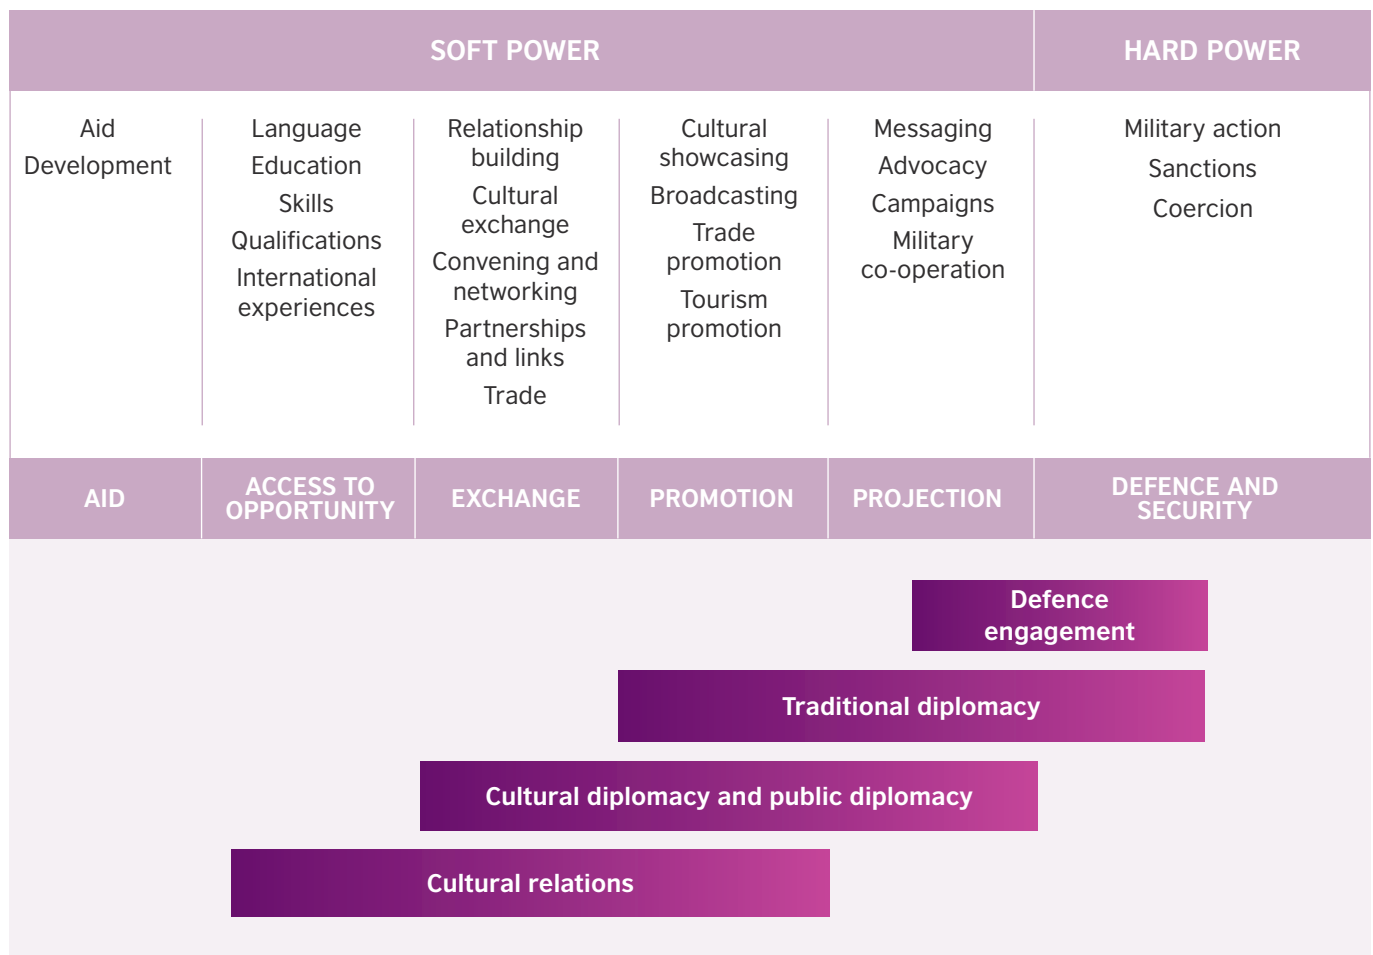 SOFT POWER
HARD POWER
Aid
Development
Language
Education
Skills
Qualifications
International
experiences
Relationship
building
Cultural
exchange
Convening and
networking
Partnerships
and links
Trade
Cultural
showcasing
Broadcasting
Trade
promotion
Tourism
promotion
Messaging
Advocacy
Campaigns
Military
co-operation
Military action
Sanctions
Coercion
AID
ACCESS TO
OPPORTUNITY
EXCHANGE
PROMOTION
PROJECTION
DEFENCE AND
SECURITY
Defence
engagement
Traditional diplomacy
Cultural diplomacy and public diplomacy
Cultural relations